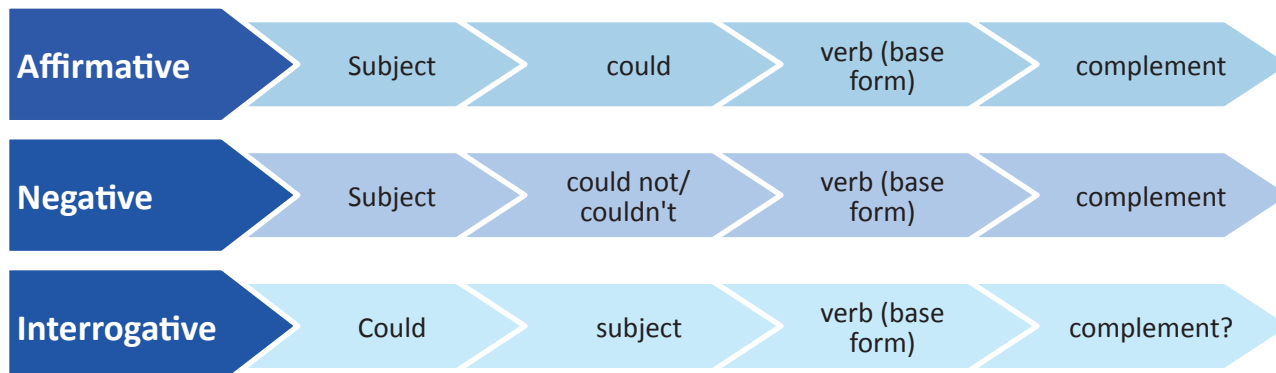 Affirmative
Subject
could
verb (base
form)
complement
Negative
Subject
could not/
couldn't
verb (base
form)
complement
Interrogative
Could
subject
verb (base
form)
complement?